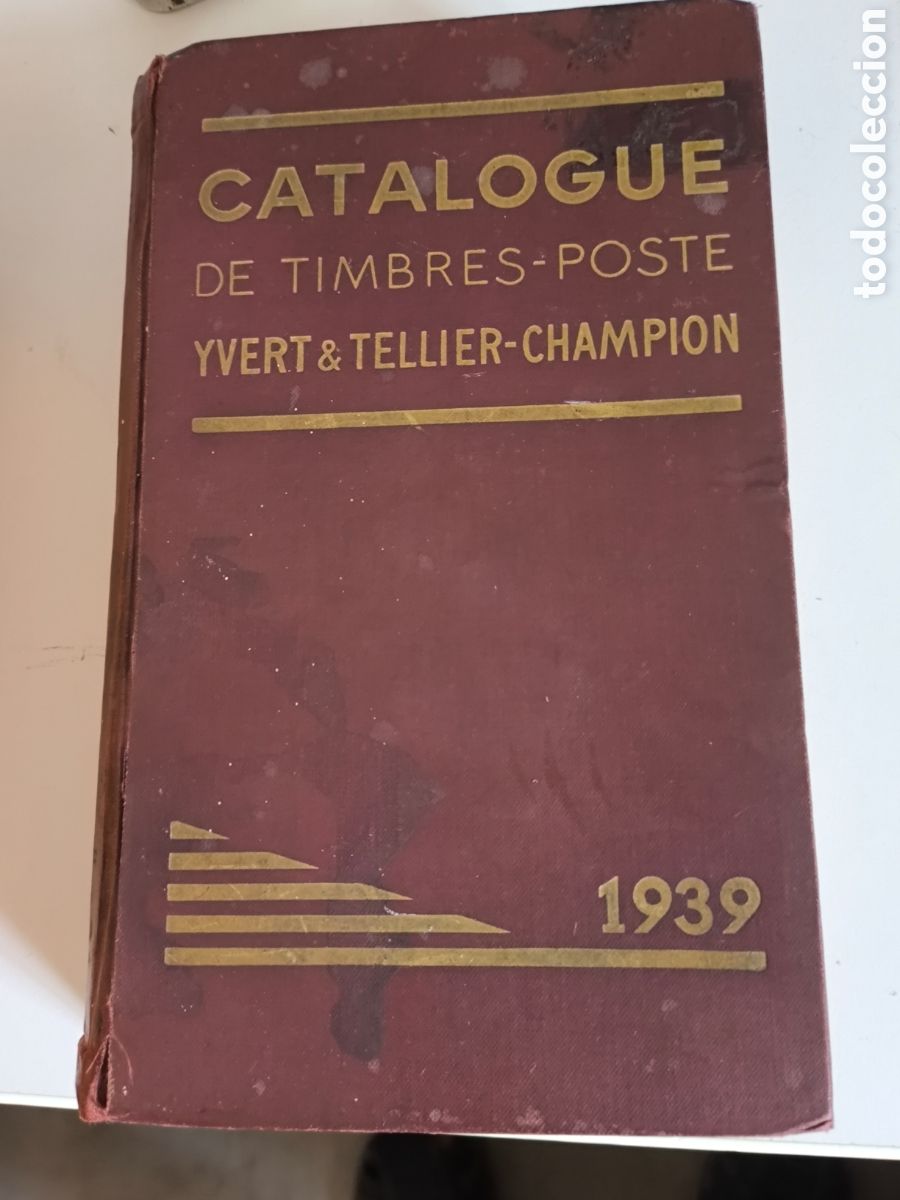 CATALOGUE
DE TIMBRES-POSTE
YVERT & TELLIER-CHAMPION
1939
todocoleccion